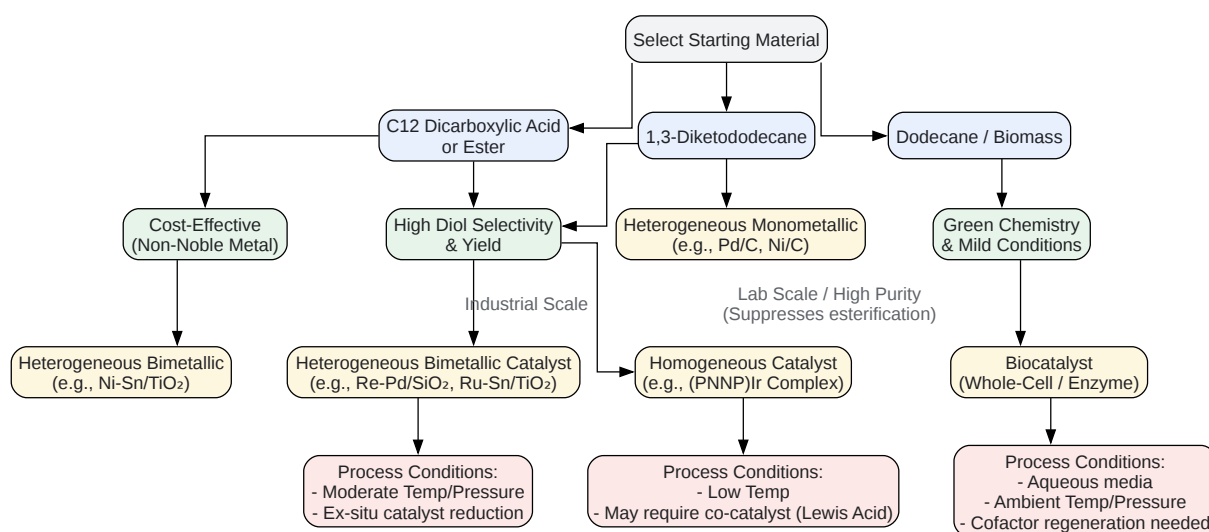 Select Starting Material
C12 Dicarboxylic Acid
or Ester
1,3-Diketododecane
Dodecane / Biomass
Cost-Effective
(Non-Noble Metal)
High Diol Selectivity
& Yield
Heterogeneous Monometallic
(e.g., Pd/C, Ni/C)
Green Chemistry
& Mild Conditions
Industrial Scale
Lab Scale / High Purity
(Suppresses esterification)
Heterogeneous Bimetallic
(e.g., Ni-Sn/TiO₂)
Heterogeneous Bimetallic Catalyst
(e.g., Re-Pd/SiO₂, Ru-Sn/TiO₂)
Homogeneous Catalyst
(e.g., (PNNP)Ir Complex)
Biocatalyst
(Whole-Cell / Enzyme)
Process Conditions:
- Moderate Temp/Pressure
- Ex-situ catalyst reduction
Process Conditions:
- Low Temp
- May require co-catalyst (Lewis Acid)
Process Conditions:
- Aqueous media
- Ambient Temp/Pressure
- Cofactor regeneration needed